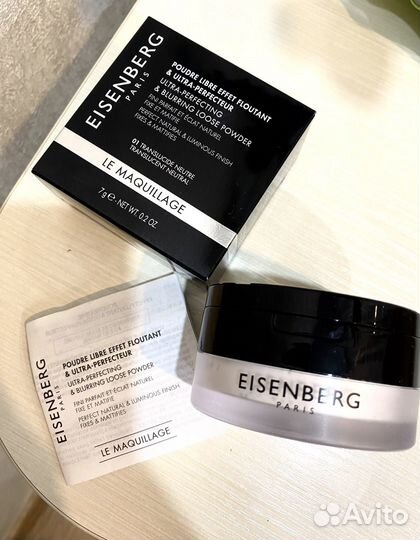 EISENBERG
PARIS
POUDRE LIBRE EFFET FLOUTANT
& ULTRA-PERFECTEUR
ULTRA-PERFECTING
& BLURRING LOOSE POWDER
FINI PARFAIT ET ÉCLAT NATUREL
FIXE ET MATIFIE
PERFECT NATURAL & LUMINOUS FINISH
FIXES & MATTIFIES
01 TRANSLUCIDE NEUTRE
TRANSLUCENT NEUTRAL
LE MAQUILLAGE
7g e - NET WT. 0.2 OZ.
EISENBERG
PARIS
POUDRE LIBRE EFFET FLOUTANT
& ULTRA-PERFECTEUR
ULTRA-PERFECTING
& BLURRING LOOSE POWDER
FINI PARFAIT ET ÉCLAT NATUREL
FIXE ET MATIFIE
PERFECT NATURAL & LUMINOUS FINISH
FIXES & MATTIFIES
LE MAQUILLAGE
EISENBERG
PARIS
Avito